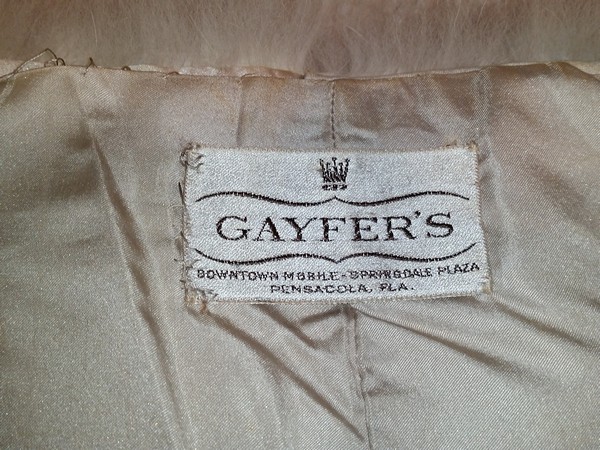 GAYFER'S
DOWNTOWN MOBILE - SPRINGDALE PLAZA
PENSACOLA, FLA.